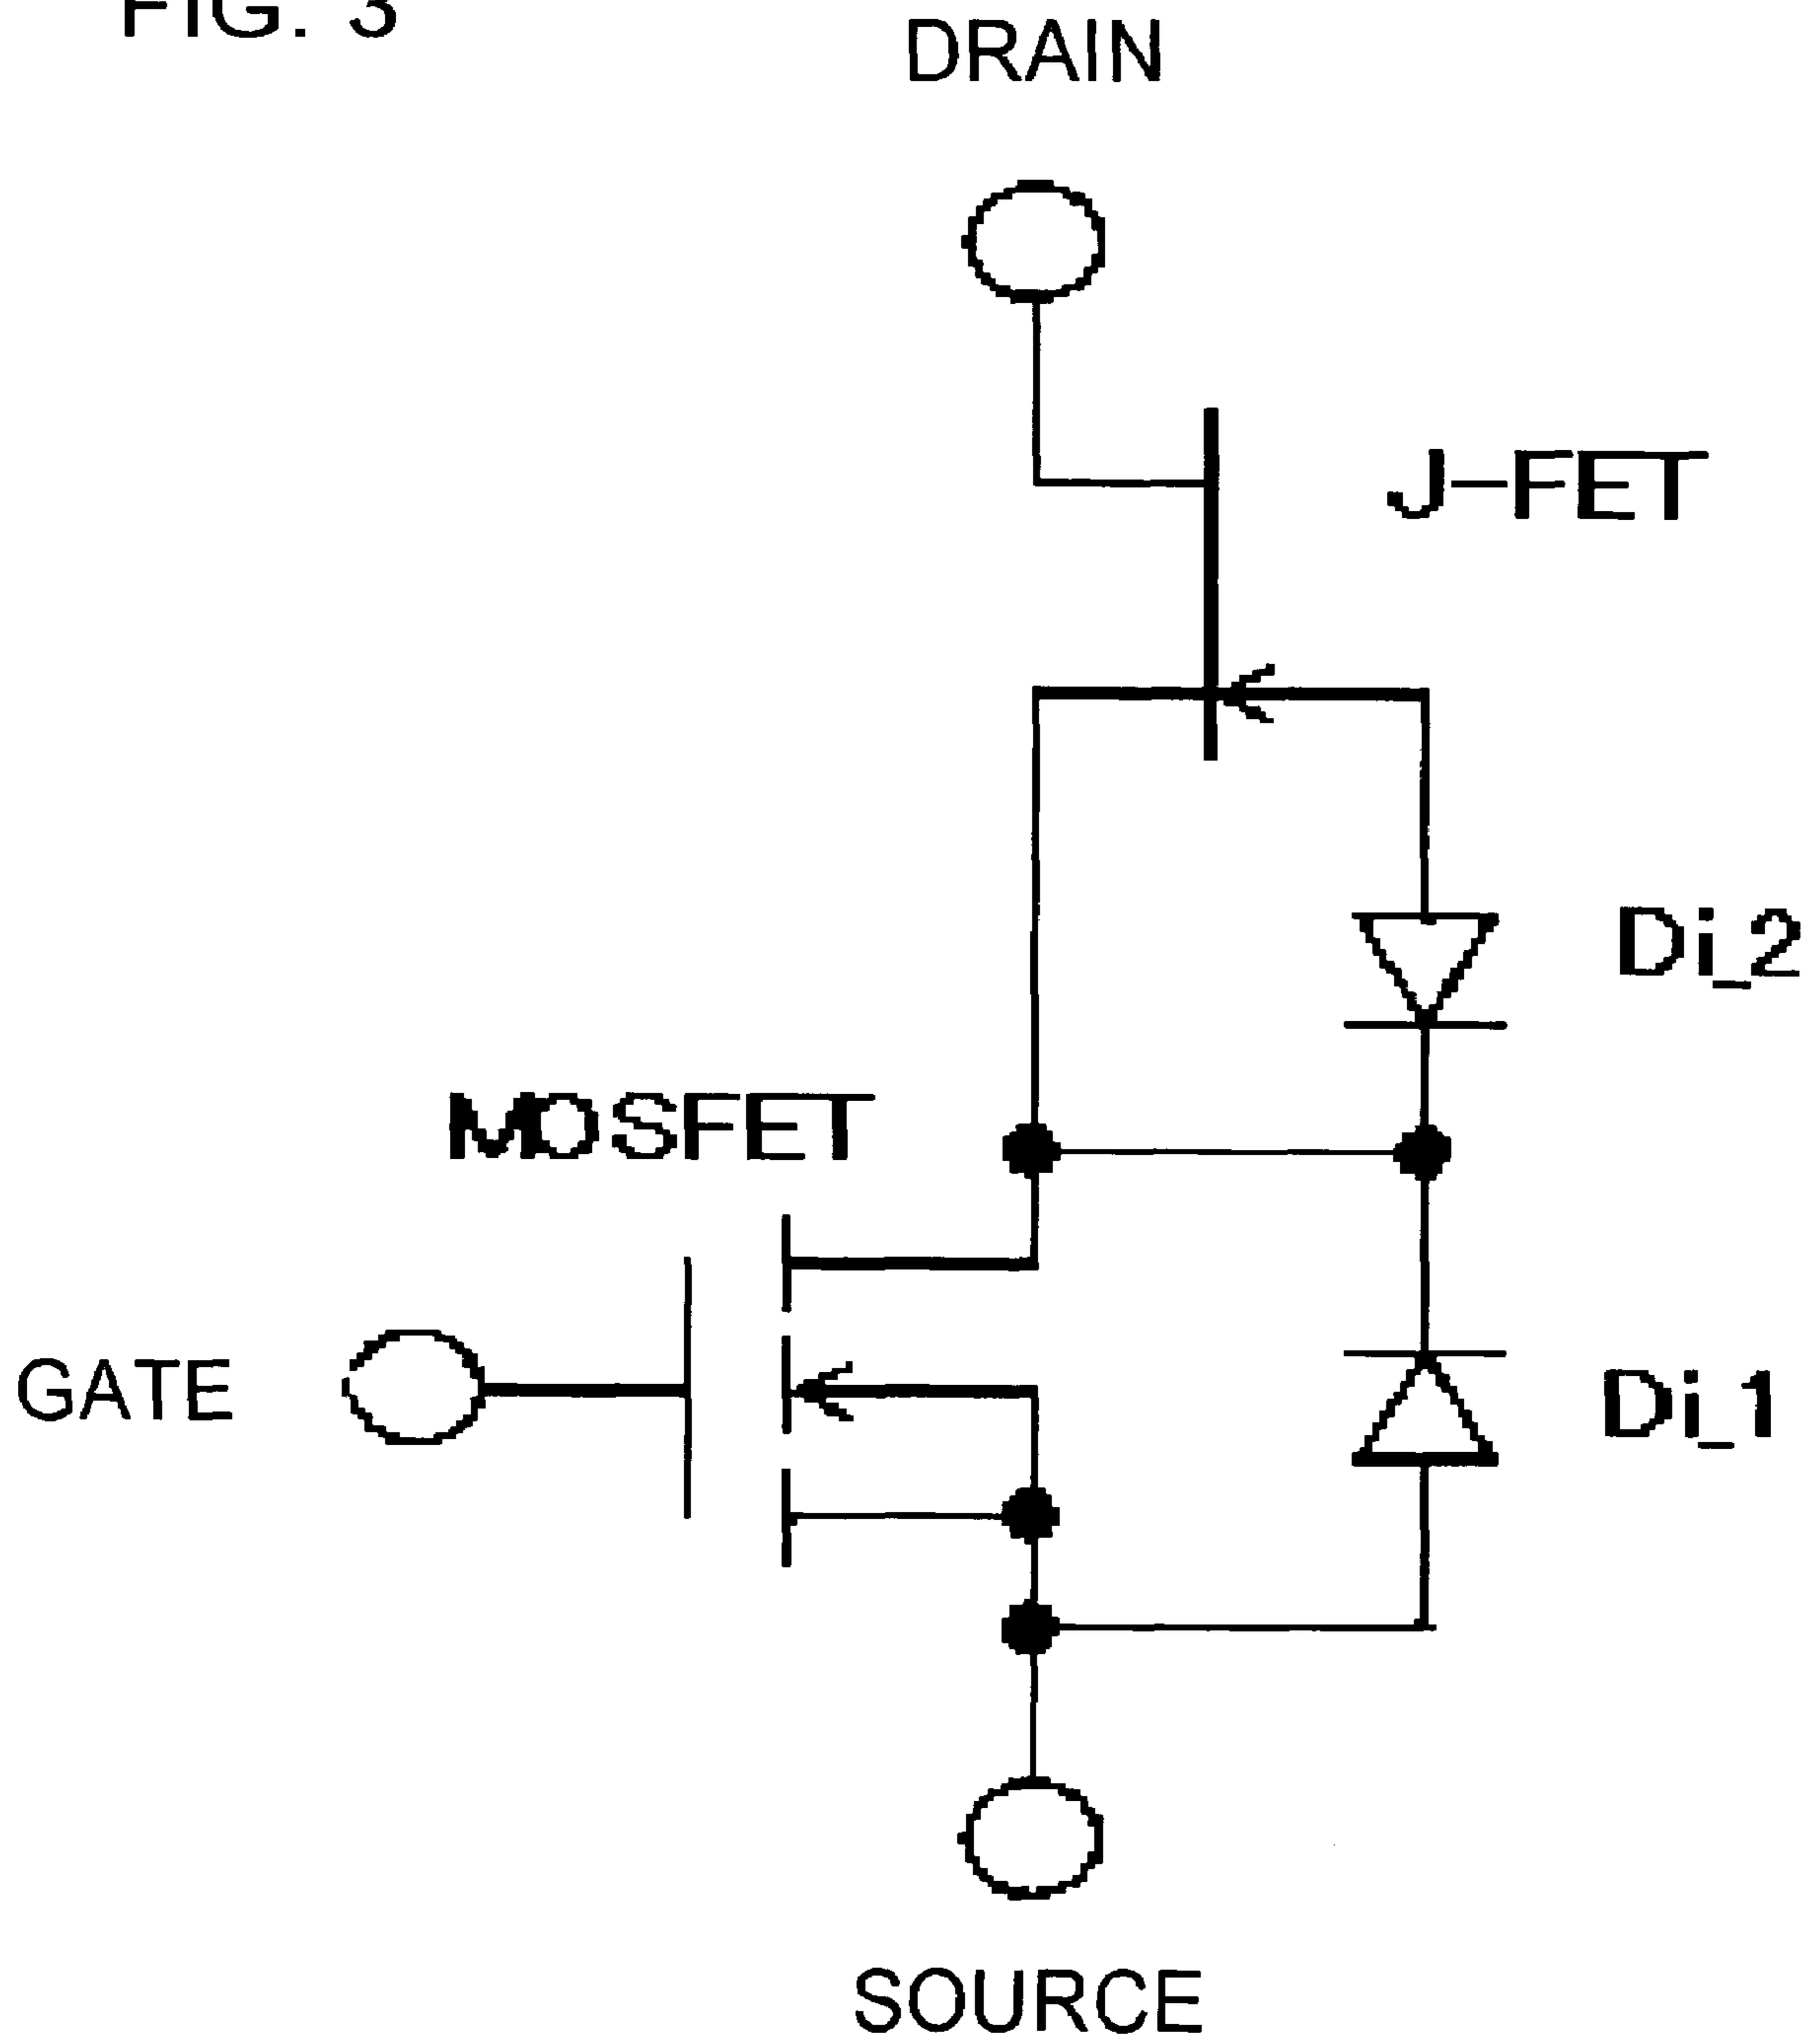 FIG. 3
DRAIN
J-FET
Di_2
MOSFET
GATE
Di_1
SOURCE